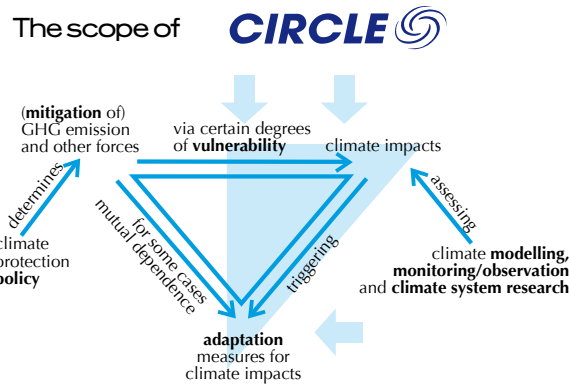 The scope of CIRCLE
(mitigation of)
GHG emission
and other forces
via certain degrees
of vulnerability
climate impacts
determines
climate
protection
policy
for some cases
mutual dependence
triggering
assessing
climate modelling,
monitoring/observation
and climate system research
adaptation
measures for
climate impacts